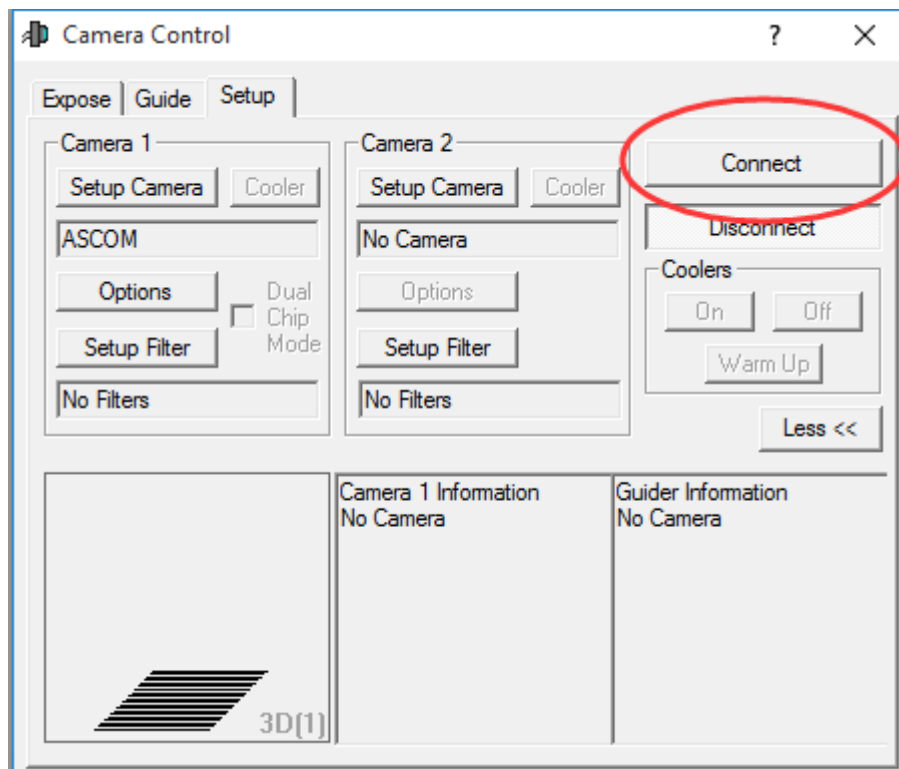 Camera Control
?
Expose
Guide
Setup
Camera 1
Setup Camera
Cooler
ASCOM
Options
Dual
Chip
Mode
Setup Filter
No Filters
Camera 2
Setup Camera
Cooler
No Camera
Options
Setup Filter
No Filters
Connect
Disconnect
Coolers
On
Off
Warm Up
Less <<
3D(1)
Camera 1 Information
No Camera
Guider Information
No Camera